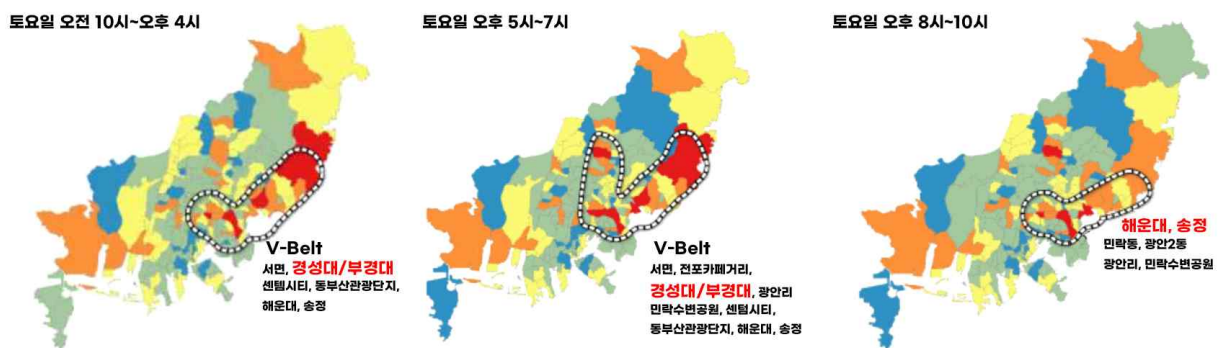 토요일 오전 10시~오후 4시
V-Belt
서면, 경성대/부경대
센템시티, 동부산관광단지,
해운대, 송정
토요일 오후 5시~7시
V-Belt
서면, 전포카페거리,
경성대/부경대, 광안리
민락수변공원, 센텀시티,
동부산관광단지, 해운대, 송정
토요일 오후 8시~10시
해운대, 송정
민락동, 광안2동
광안리, 민락수변공원